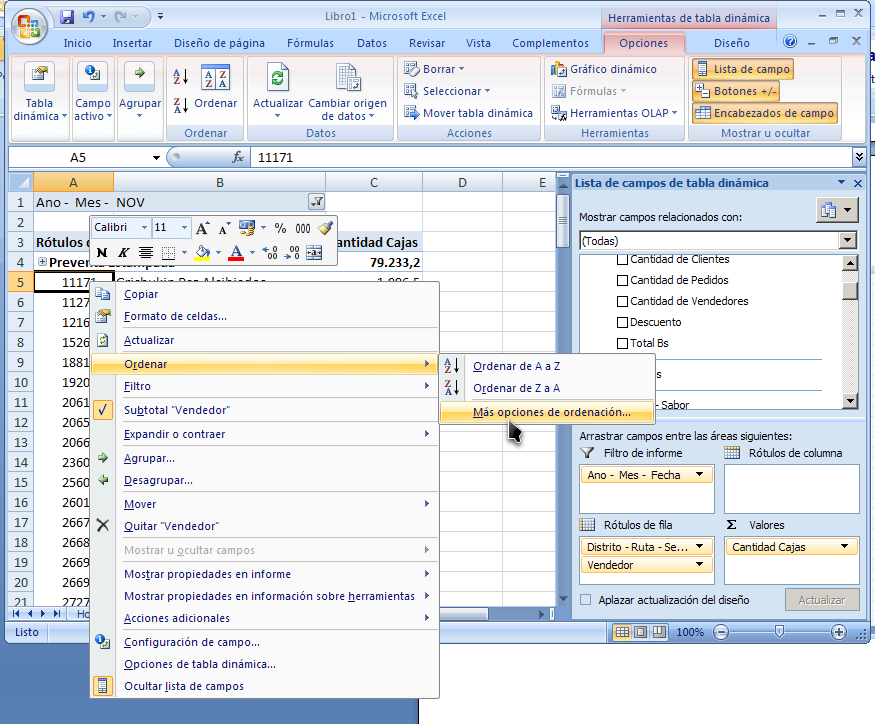 Libro1 - Microsoft Excel
Herramientas de tabla dinámica
Inicio Insertar Diseño de página Fórmulas Datos Revisar Vista Complementos Opciones Diseño
Tabla dinámica
Campo activo
Agrupar
Ordenar
Ordenar
Actualizar
Cambiar origen de datos
Datos
Borrar
Seleccionar
Mover tabla dinámica
Acciones
Gráfico dinámico
Fórmulas
Herramientas OLAP
Herramientas
Lista de campo
Botones +/-
Encabezados de campo
Mostrar u ocultar
A5 fx 11171
A B C D E
1 Ano - Mes - NOV
2
3 Rótulos antidad Cajas
4 79.233,2
5 11171
6 1127
7 1216
8 1526
9 1881
10 1920
11 2061
12 2065
13 2266
14 2360
15 2560
16 2601
17 2667
18 2668
19 2669
20 2669
21 2727
Calibri 11 % 000
N K A
Copiar
Formato de celdas...
Actualizar
Ordenar
Filtro
Subtotal "Vendedor"
Expandir o contraer
Agrupar...
Desagrupar...
Mover
Quitar "Vendedor"
Mostrar u ocultar campos
Mostrar propiedades en informe
Mostrar propiedades en información sobre herramientas
Acciones adicionales
Configuración de campo...
Opciones de tabla dinámica...
Ocultar lista de campos
Ordenar de A a Z
Ordenar de Z a A
Más opciones de ordenación...
Lista de campos de tabla dinámica
Mostrar campos relacionados con:
(Todas)
Cantidad de Clientes
Cantidad de Pedidos
Cantidad de Vendedores
Descuento
Total Bs
- Sabor
Arrastrar campos entre las áreas siguientes:
Filtro de informe
Rótulos de columna
Ano - Mes - Fecha
Rótulos de fila
Σ Valores
Distrito - Ruta - Se...
Cantidad Cajas
Vendedor
Aplazar actualización del diseño
Actualizar
Listo
100%